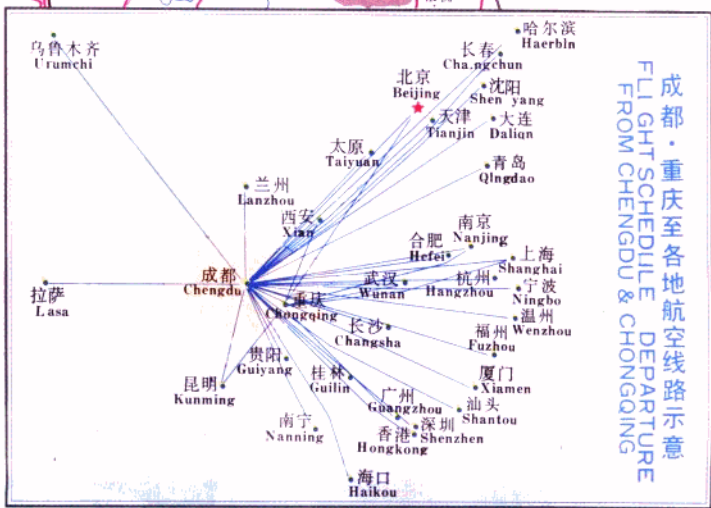 哈尔滨
Haerbln
乌鲁木齐
Urumchi
长春
Cha.ngchun
北京
Beijing
沈阳
Shen yang
天津
Tianjin
大连
Daliqn
太原
Taiyuan
青岛
Qlngdao
兰州
Lanzhou
西安
Xian
南京
Nanjing
合肥
Hefei
上海
Shanghai
成都
Chengdu
拉萨
Lasa
重庆
Chongqing
武汉
Wunan
杭州
Hangzhou
宁波
Ningbo
温州
Wenzhou
长沙
Changsha
福州
Fuzhou
贵阳
Guiyang
桂林
Guilin
昆明
Kunming
厦门
Xiamen
广州
Guangzhou
汕头
Shantou
南宁
Nanning
深圳
Shenzhen
香港
Hongkong
海口
Haikou
成都·重庆至各地航空线路示意
FLI GHT SCHEDULE DEPARTURE
FROM CHENGDU & CHONGQING